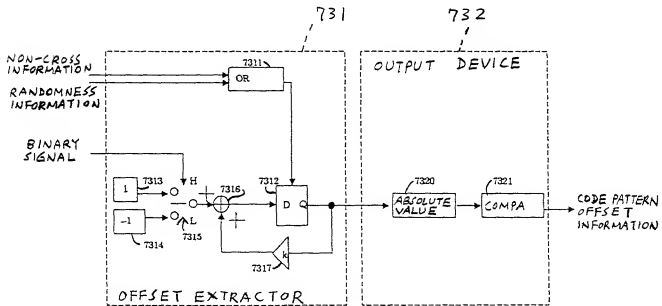 731
732
NON-CROSS
INFORMATION
RANDOMNESS
INFORMATION
7311
OR
OUTPUT DEVICE
BINARY
SIGNAL
1
7313
H
+
7316
7312
D Q
7320
ABSOLUTE
VALUE
7321
COMPA
CODE PATTERN
OFFSET
INFORMATION
-1
7314
L
7315
+
k
7317
OFFSET EXTRACTOR